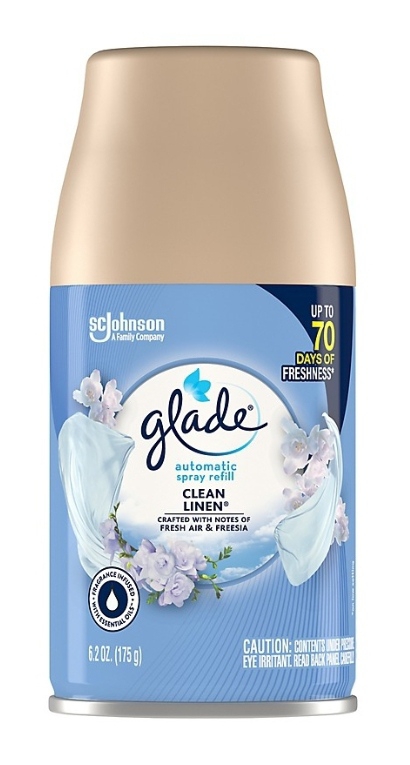 scJohnson
A Family Company
UP TO
70
DAYS OF
FRESHNESS*
glade®
automatic
spray refill
CLEAN
LINEN®
CRAFTED WITH NOTES OF
FRESH AIR & FREESIA
FRAGRANCE INFUSED
WITH ESSENTIAL OILS
6.2 OZ. (175 g)
CAUTION: CONTENTS UNDER PRESSURE.
EYE IRRITANT. READ BACK PANEL CAREFULLY